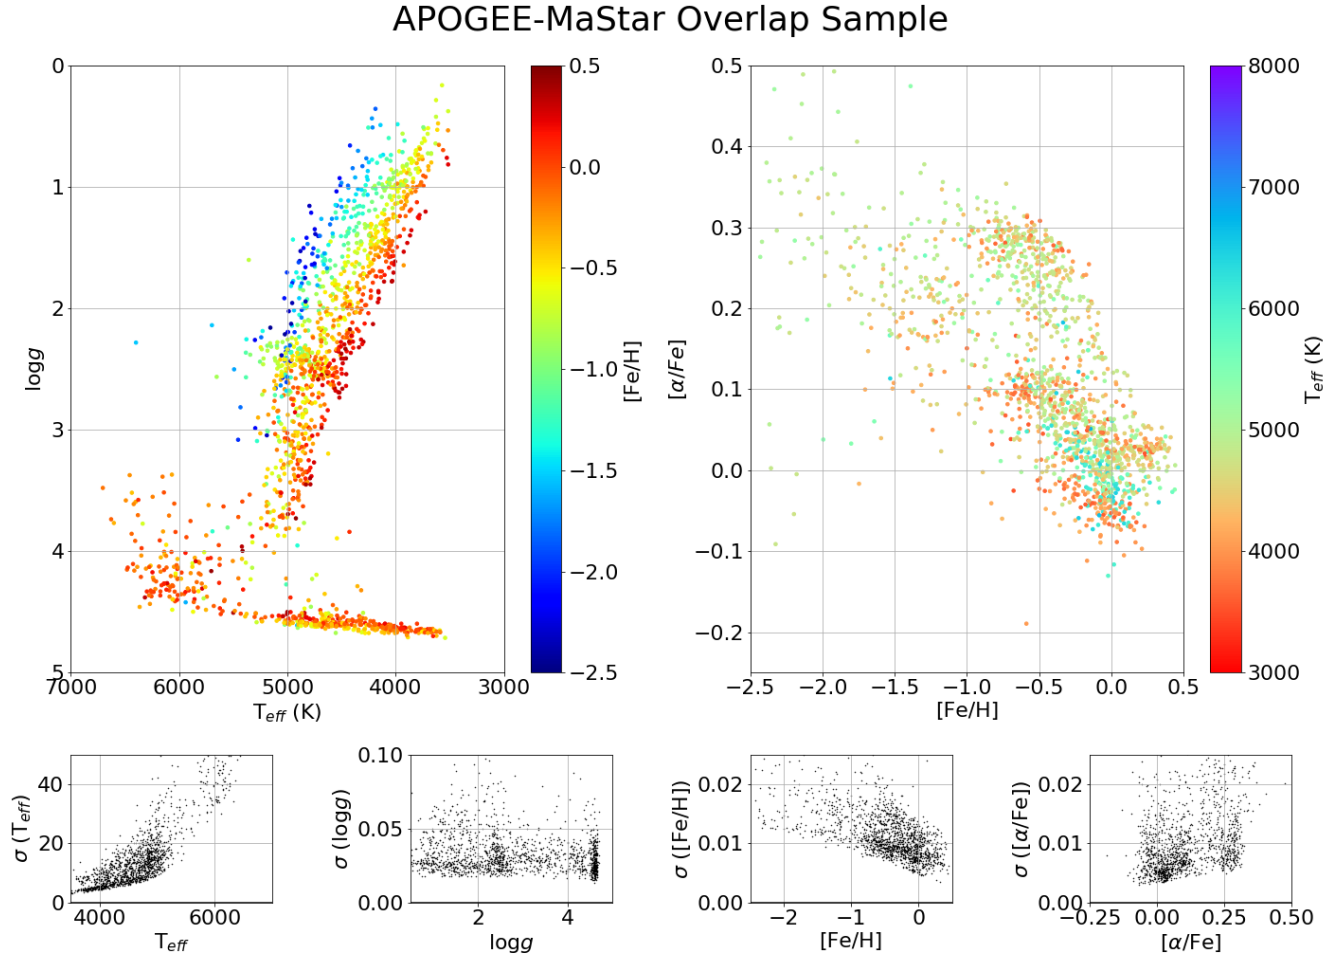 APOGEE-MaStar Overlap Sample
0
1
2
3
4
5
logg
7000 6000 5000 4000 3000
T_eff (K)
0.5
0.0
−0.5
−1.0
−1.5
−2.0
−2.5
[Fe/H]
0.5
0.4
0.3
0.2
0.1
0.0
−0.1
−0.2
[α/Fe]
−2.5 −2.0 −1.5 −1.0 −0.5 0.0 0.5
[Fe/H]
8000
7000
6000
5000
4000
3000
T_eff (K)
40
20
0
σ (T_eff)
4000 6000
T_eff
0.10
0.05
0.00
σ (logg)
2 4
logg
0.02
0.01
0.00
σ ([Fe/H])
−2 −1 0
[Fe/H]
0.02
0.01
0.00
σ ([α/Fe])
−0.25 0.00 0.25 0.50
[α/Fe]